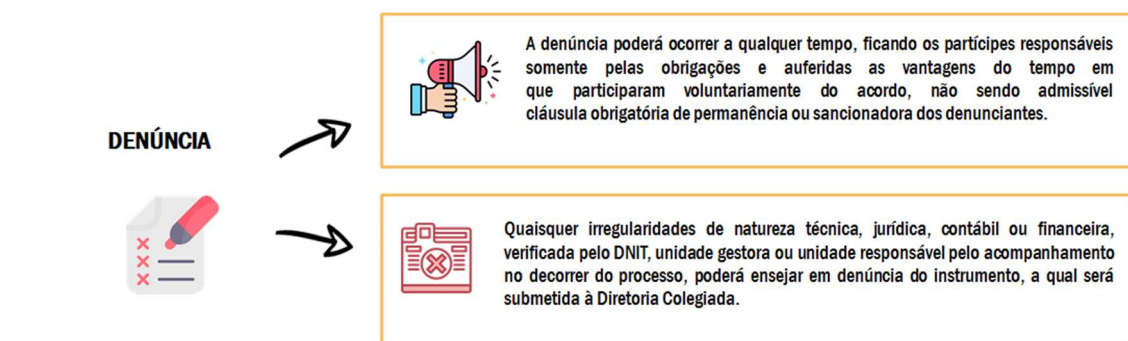 DENÚNCIA
A denúncia poderá ocorrer a qualquer tempo, ficando os partícipes responsáveis
somente pelas obrigações e auferidas as vantagens do tempo em
que participaram voluntariamente do acordo, não sendo admissível
cláusula obrigatória de permanência ou sancionadora dos denunciantes.
Quaisquer irregularidades de natureza técnica, jurídica, contábil ou financeira,
verificada pelo DNIT, unidade gestora ou unidade responsável pelo acompanhamento
no decorrer do processo, poderá ensejar em denúncia do instrumento, a qual será
submetida à Diretoria Colegiada.